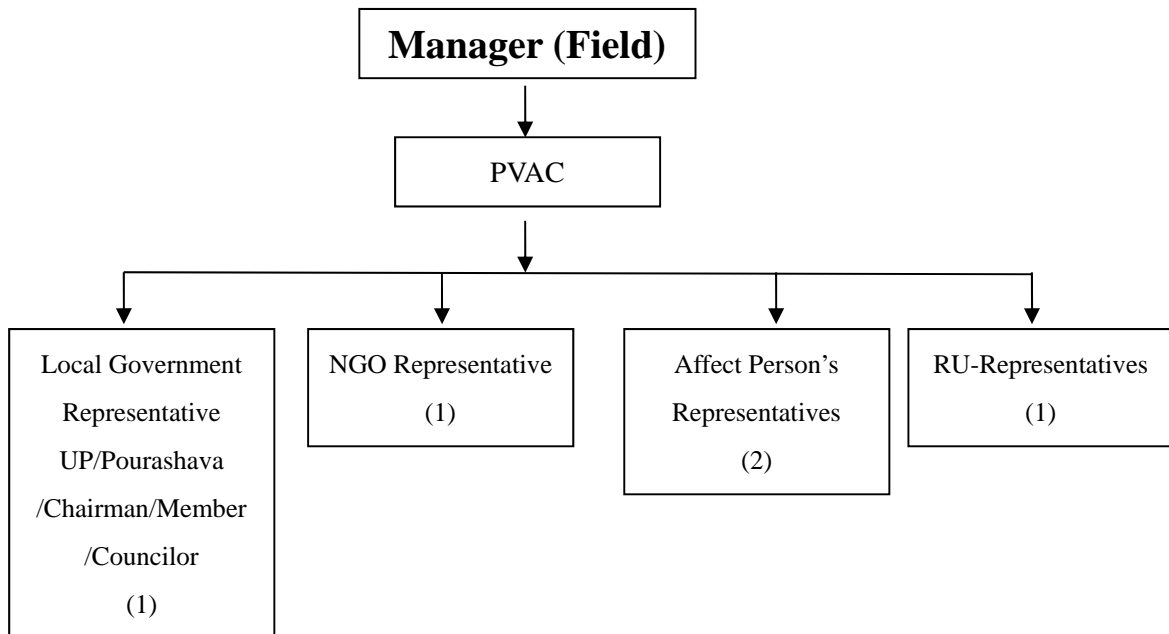 Manager (Field)
PVAC
Local Government
Representative
UP/Pourashava
/Chairman/Member
/Councilor
(1)
NGO Representative
(1)
Affect Person’s
Representatives
(2)
RU-Representatives
(1)